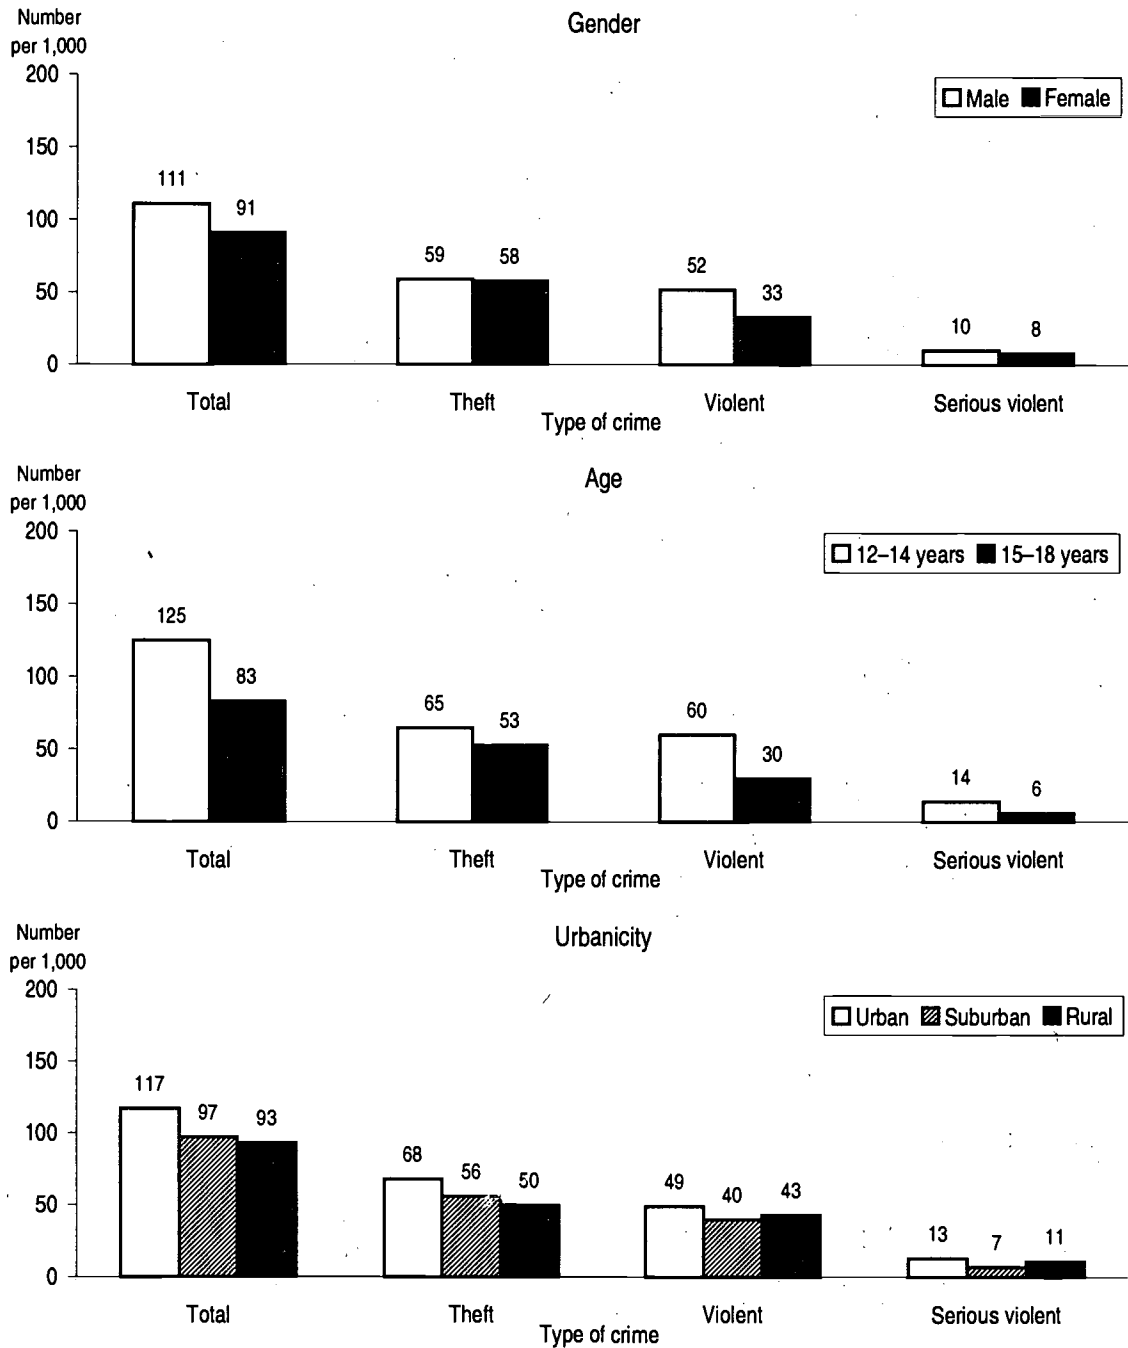 Number
per 1,000
Gender
200
150
100
50
0
Male Female
111
91
59
58
52
33
10
8
Total Theft Violent Serious violent
Type of crime
Number
per 1,000
Age
200
150
100
50
0
12–14 years 15–18 years
125
83
65
53
60
30
14
6
Total Theft Violent Serious violent
Type of crime
Number
per 1,000
Urbanicity
200
150
100
50
0
Urban Suburban Rural
117
97
93
68
56
50
49
40
43
13
7
11
Total Theft Violent Serious violent
Type of crime